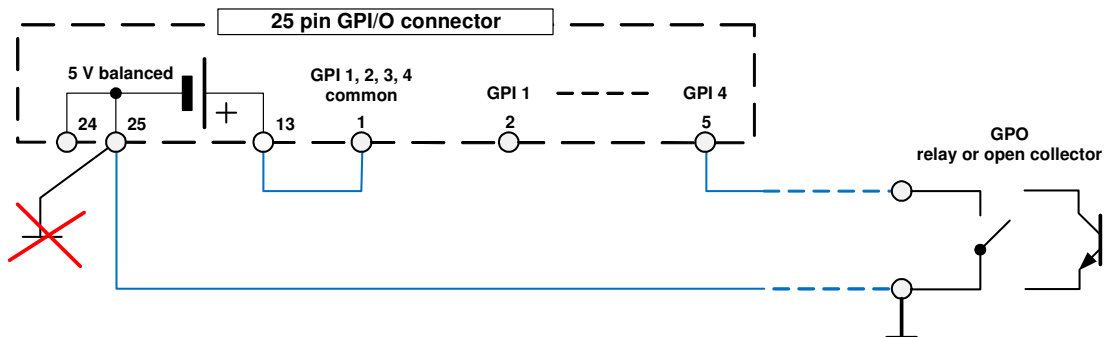 25 pin GPI/O connector
5 V balanced
GPI 1, 2, 3, 4
common
GPI 1
GPI 4
24
25
+
13
1
2
5
GPO
relay or open collector